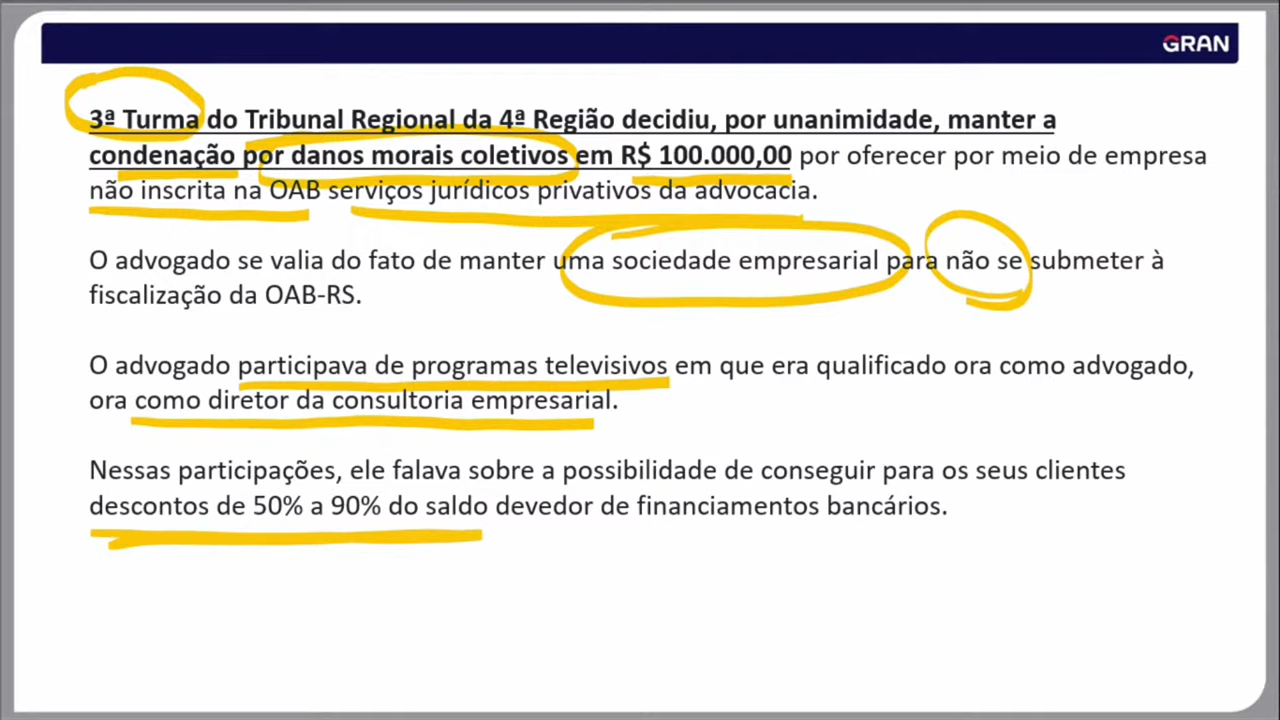 GRAN
3ª Turma do Tribunal Regional da 4ª Região decidiu, por unanimidade, manter a
condenação por danos morais coletivos em R$ 100.000,00 por oferecer por meio de empresa
não inscrita na OAB serviços jurídicos privativos da advocacia.
O advogado se valia do fato de manter uma sociedade empresarial para não se submeter à
fiscalização da OAB-RS.
O advogado participava de programas televisivos em que era qualificado ora como advogado,
ora como diretor da consultoria empresarial.
Nessas participações, ele falava sobre a possibilidade de conseguir para os seus clientes
descontos de 50% a 90% do saldo devedor de financiamentos bancários.